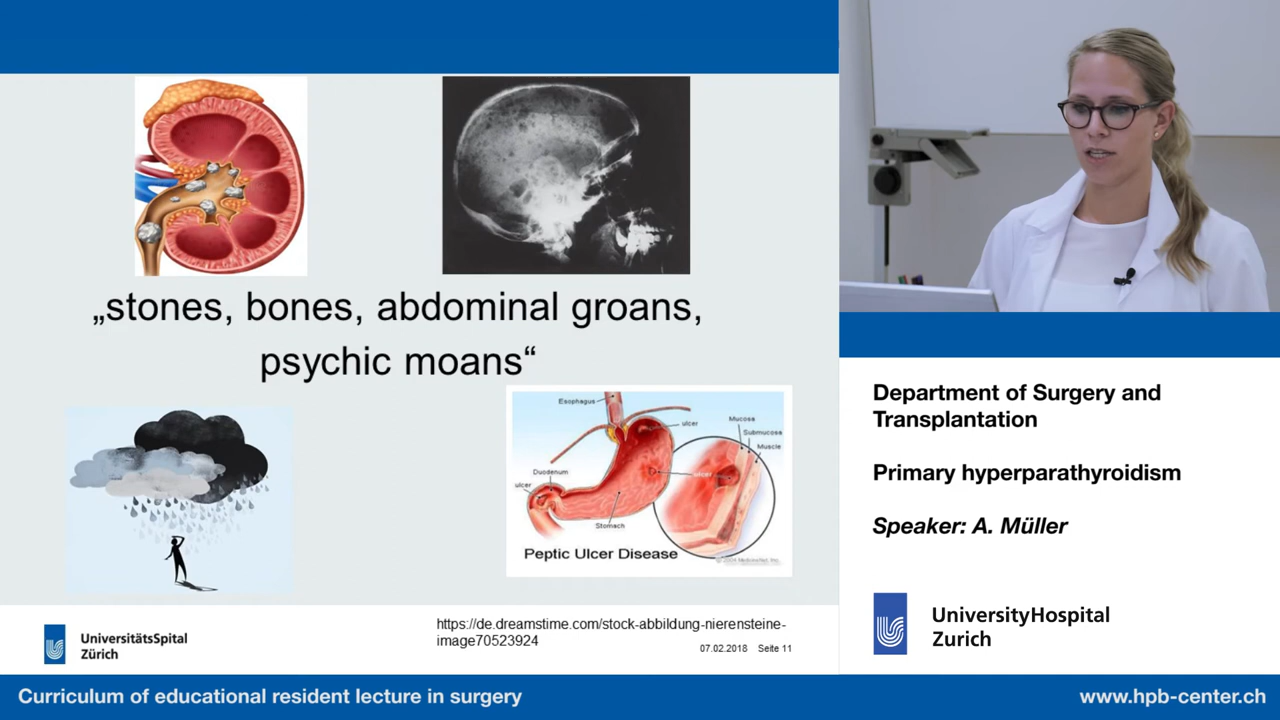 „stones, bones, abdominal groans,
psychic moans“
Esophagus
ulcer
Mucosa
Submucosa
Muscle
Duodenum
ulcer
ulcer
Stomach
Peptic Ulcer Disease
UniversitätsSpital
Zürich
https://de.dreamstime.com/stock-abbildung-nierensteine-
image70523924
07.02.2018 Seite 11
Department of Surgery and
Transplantation
Primary hyperparathyroidism
Speaker: A. Müller
UniversityHospital
Zurich
Curriculum of educational resident lecture in surgery
www.hpb-center.ch